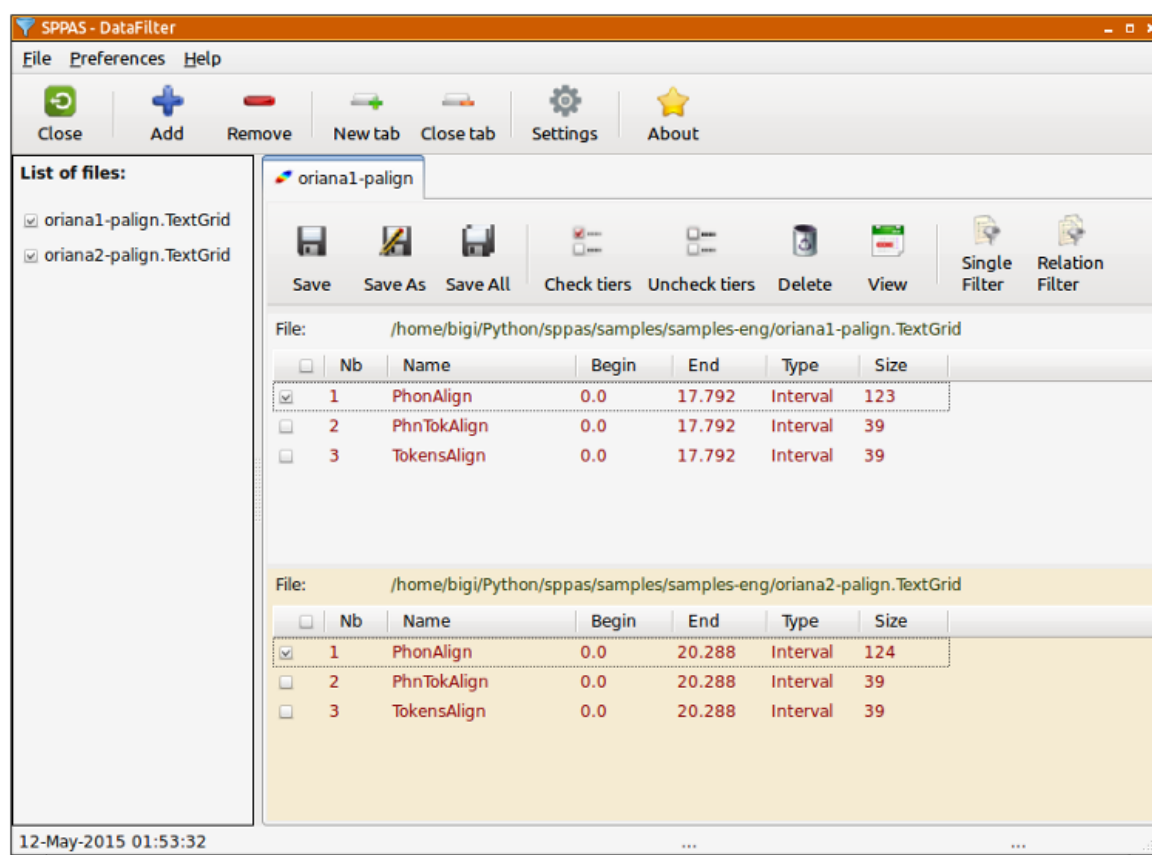 SPPAS - DataFilter
File Preferences Help
Close Add Remove New tab Close tab Settings About
List of files:
oriana1-palign.TextGrid
oriana2-palign.TextGrid
oriana1-palign
Save Save As Save All Check tiers Uncheck tiers Delete View Single Filter Relation Filter
File: /home/bigi/Python/sppas/samples/samples-eng/oriana1-palign.TextGrid
Nb Name Begin End Type Size
1 PhonAlign 0.0 17.792 Interval 123
2 PhnTokAlign 0.0 17.792 Interval 39
3 TokensAlign 0.0 17.792 Interval 39
File: /home/bigi/Python/sppas/samples/samples-eng/oriana2-palign.TextGrid
Nb Name Begin End Type Size
1 PhonAlign 0.0 20.288 Interval 124
2 PhnTokAlign 0.0 20.288 Interval 39
3 TokensAlign 0.0 20.288 Interval 39
12-May-2015 01:53:32 ... ...